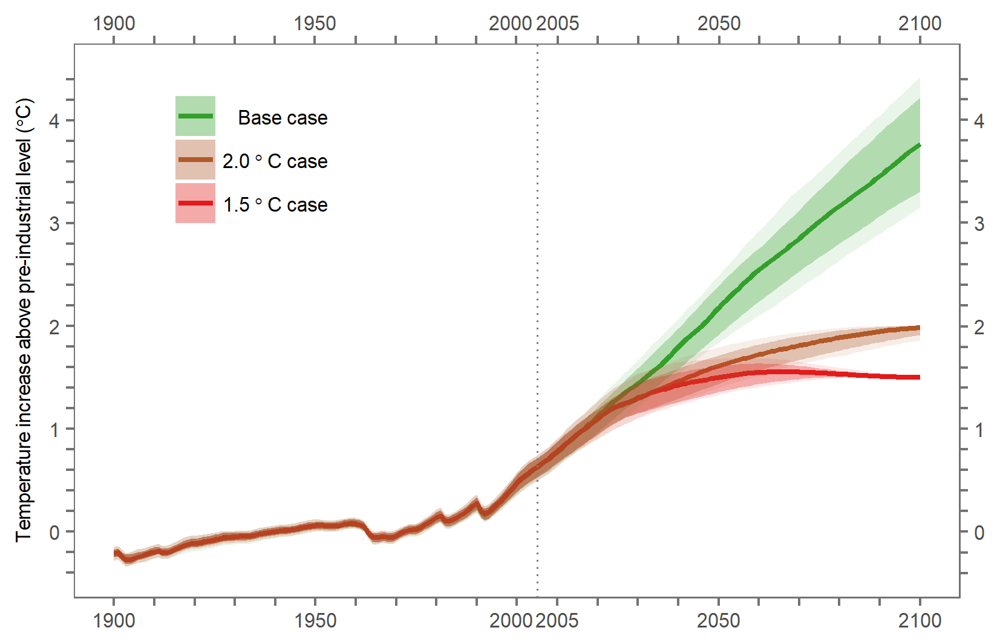 1900 1950 2000 2005 2050 2100
Temperature increase above pre-industrial level (°C)
Base case
2.0 ° C case
1.5 ° C case
4 4
3 3
2 2
1 1
0 0
1900 1950 2000 2005 2050 2100